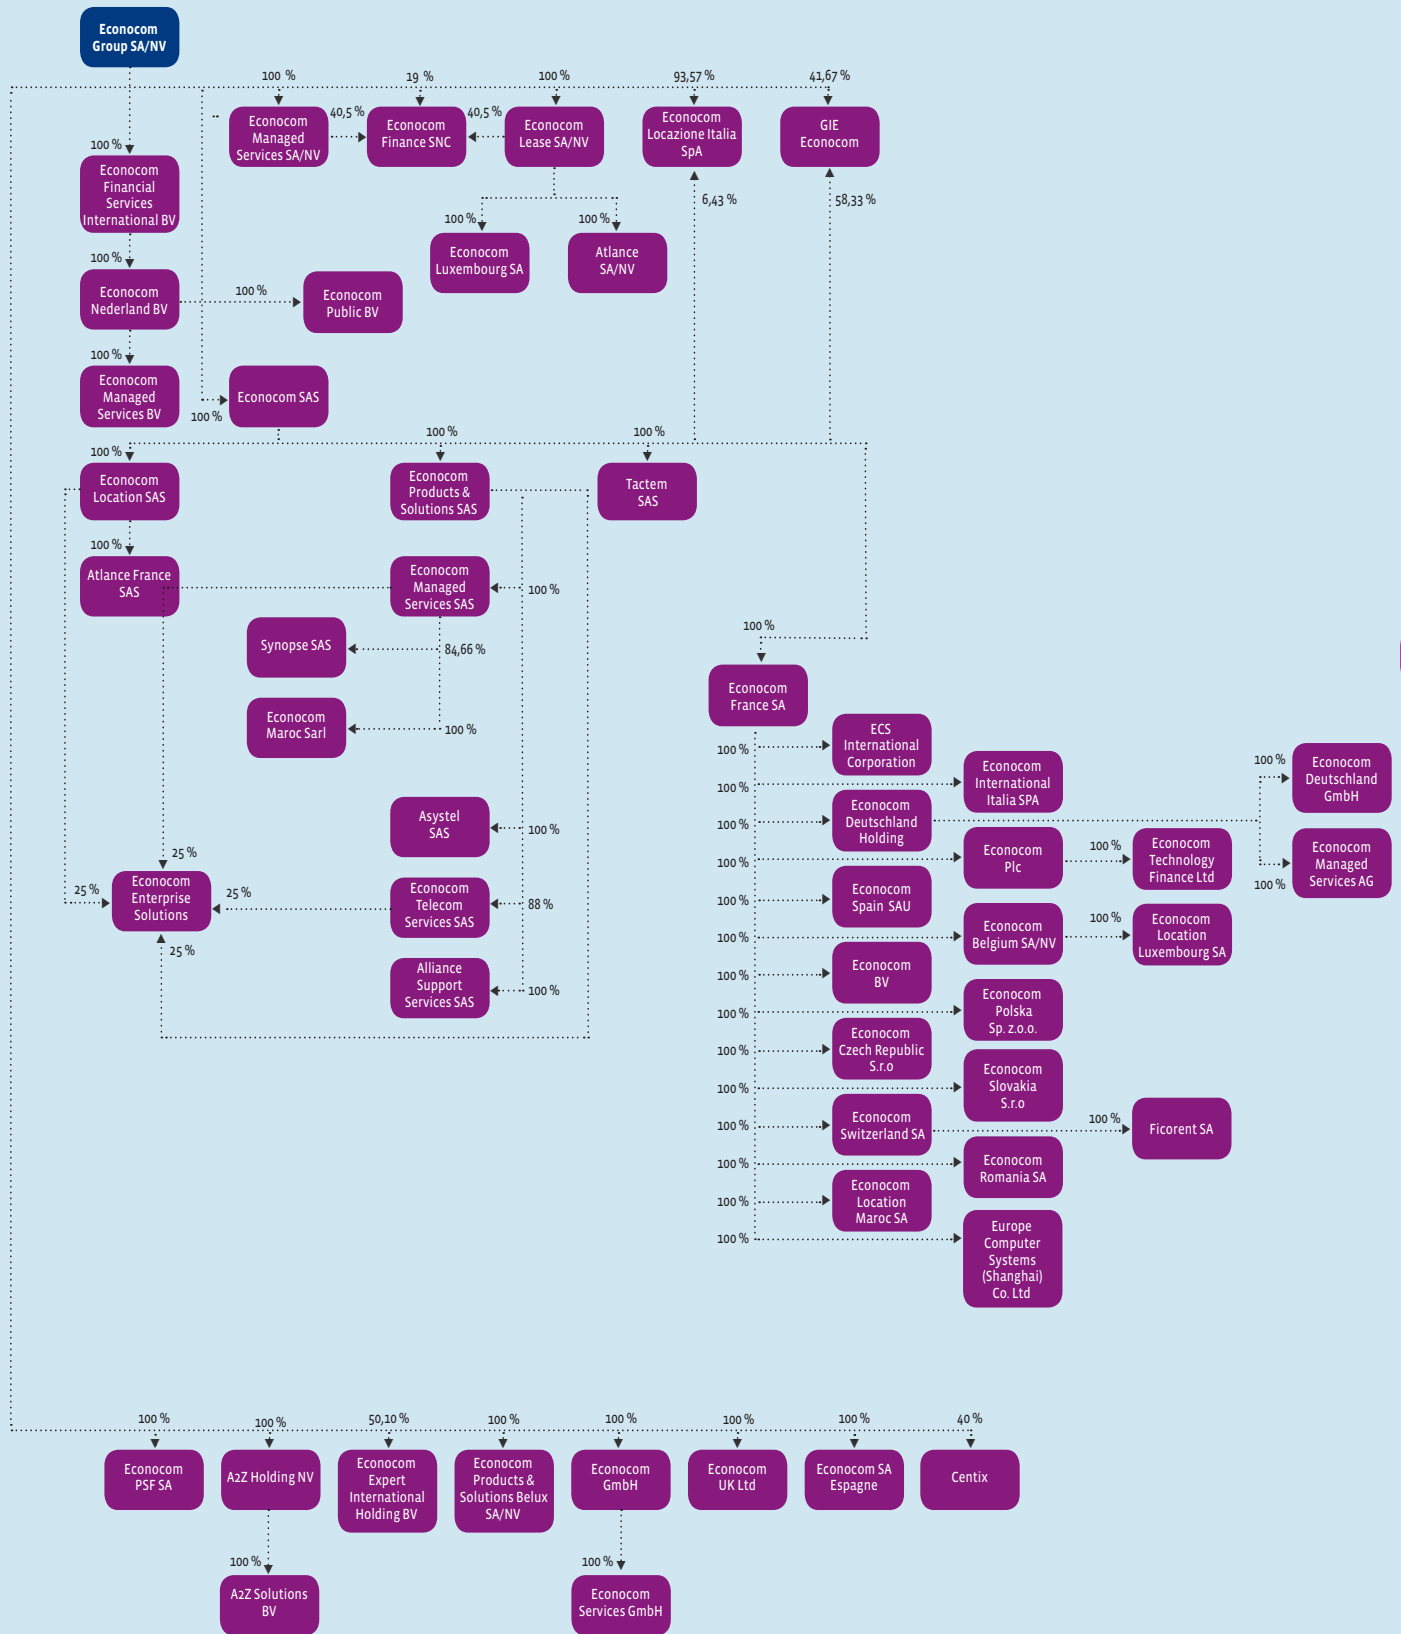 Econocom
Group SA/NV
100 %
19 %
100 %
93,57 %
41,67 %
Econocom
Managed
Services SA/NV
40,5 %
Econocom
Finance SNC
40,5 %
Econocom
Lease SA/NV
Econocom
Locazione Italia
SpA
GIE
Econocom
100 %
Econocom
Financial
Services
International BV
6,43 %
58,33 %
100 %
100 %
Econocom
Luxembourg SA
Atlance
SA/NV
100 %
Econocom
Nederland BV
100 %
Econocom
Public BV
100 %
Econocom
Managed
Services BV
100 %
Econocom SAS
100 %
100 %
100 %
Econocom
Location SAS
Econocom
Products &
Solutions SAS
Tactem
SAS
100 %
Atlance France
SAS
Econocom
Managed
Services SAS
100 %
Synopse SAS
84,66 %
100 %
Econocom
France SA
Econocom
Maroc Sarl
100 %
100 %
ECS
International
Corporation
100 %
Econocom
International
Italia SPA
100 %
Econocom
Deutschland
GmbH
Asystel
SAS
100 %
100 %
Econocom
Deutschland
Holding
100 %
Econocom
Plc
100 %
Econocom
Technology
Finance Ltd
100 %
Econocom
Managed
Services AG
25 %
25 %
Econocom
Enterprise
Solutions
25 %
Econocom
Telecom
Services SAS
88 %
100 %
Econocom
Spain SAU
100 %
Econocom
Belgium SA/NV
100 %
Econocom
Location
Luxembourg SA
25 %
Alliance
Support
Services SAS
100 %
100 %
Econocom
BV
100 %
Econocom
Polska
Sp. z.o.o.
100 %
Econocom
Czech Republic
S.r.o
100 %
Econocom
Slovakia
S.r.o
100 %
Econocom
Switzerland SA
100 %
Ficorent SA
100 %
Econocom
Romania SA
100 %
Econocom
Location
Maroc SA
100 %
Europe
Computer
Systems
(Shanghai)
Co. Ltd
100 %
100 %
50,10 %
100 %
100 %
100 %
100 %
40 %
Econocom
PSF SA
A2Z Holding NV
Econocom
Expert
International
Holding BV
Econocom
Products &
Solutions Belux
SA/NV
Econocom
GmbH
Econocom
UK Ltd
Econocom SA
Espagne
Centix
100 %
100 %
A2Z Solutions
BV
Econocom
Services GmbH